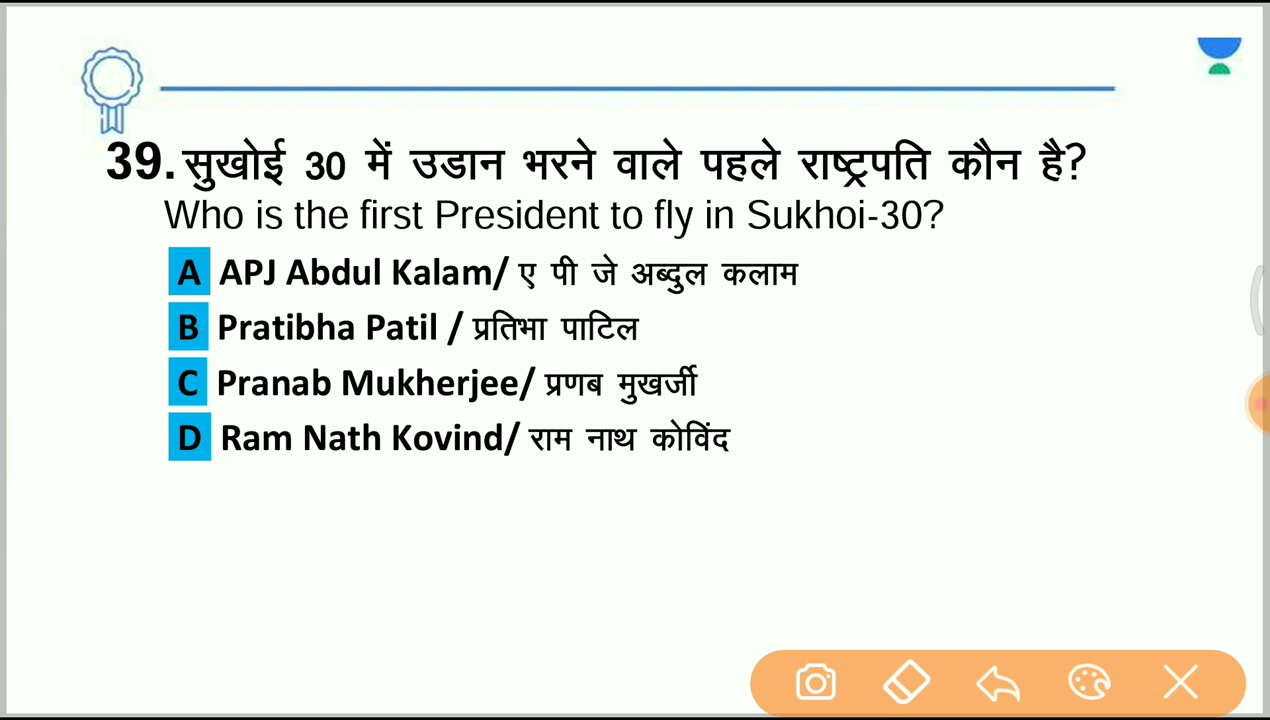 39. सुखोई 30 में उडान भरने वाले पहले राष्ट्रपति कौन है?
Who is the first President to fly in Sukhoi-30?
A APJ Abdul Kalam/ ए पी जे अब्दुल कलाम
B Pratibha Patil / प्रतिभा पाटिल
C Pranab Mukherjee/ प्रणब मुखर्जी
D Ram Nath Kovind/ राम नाथ कोविंद